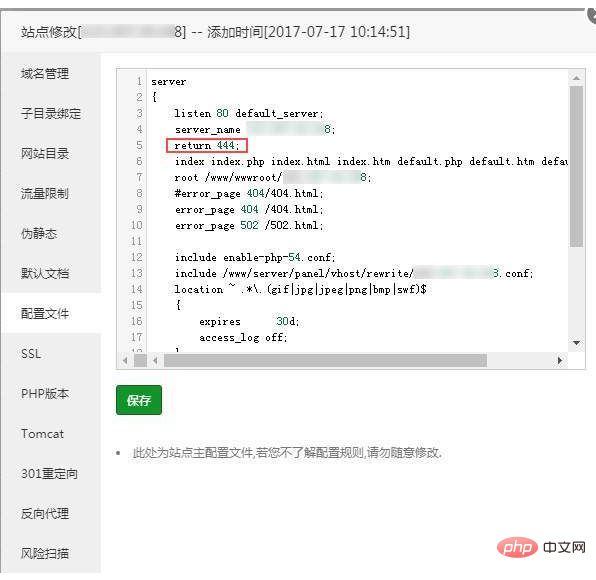 站点修改[ 8] -- 添加时间[2017-07-17 10:14:51]
域名管理
子目录绑定
网站目录
流量限制
伪静态
默认文档
配置文件
SSL
PHP版本
Tomcat
301重定向
反向代理
风险扫描
1 server
2 {
3 listen 80 default_server;
4 server_name 8;
5 return 444;
6 index index.php index.html index.htm default.php default.htm defau
7 root /www/wwwroot/ 8;
8 #error_page 404/404.html;
9 error_page 404 /404.html;
10 error_page 502 /502.html;
11
12 include enable-php-54.conf;
13 include /www/server/panel/vhost/rewrite/ 8.conf;
14 location ~ .*\.(gif|jpg|jpeg|png|bmp|swf)$
15 {
16 expires 30d;
17 access_log off;
18 }
保存
此处为站点主配置文件,若您不了解配置规则,请勿随意修改.
php 中文网